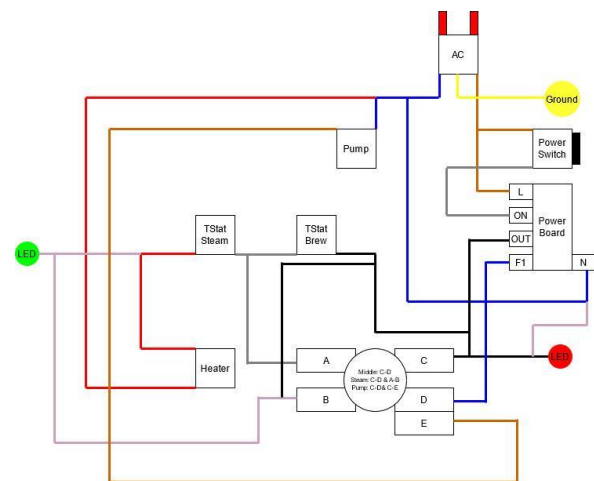 AC
Ground
Pump
Power
Switch
L
ON
Power
Board
OUT
F1
N
TStat
Steam
TStat
Brew
LED
Heater
A
Middle: C-D
Steam: C-D & A-B
Pump: C-D& C-E
C
LED
B
D
E